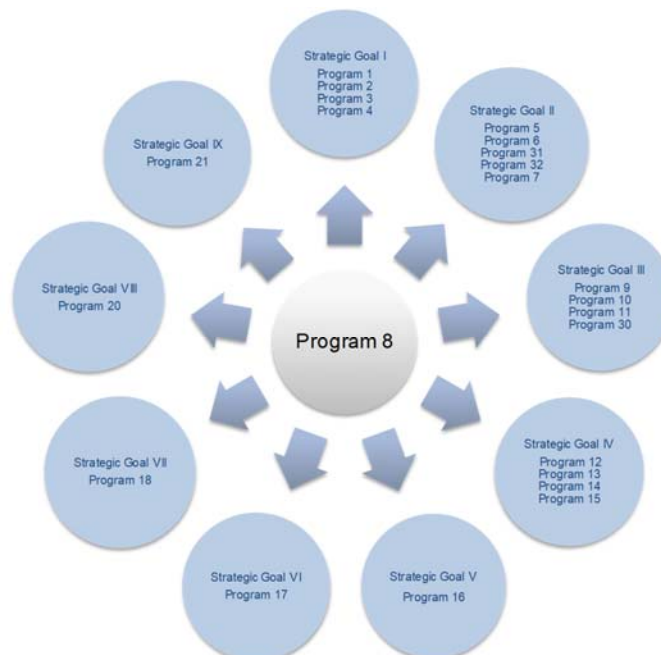 Strategic Goal I
Program 1
Program 2
Program 3
Program 4
Strategic Goal II
Program 5
Program 6
Program 31
Program 32
Program 7
Strategic Goal III
Program 9
Program 10
Program 11
Program 30
Strategic Goal IV
Program 12
Program 13
Program 14
Program 15
Strategic Goal V
Program 16
Strategic Goal VI
Program 17
Strategic Goal VII
Program 18
Strategic Goal VIII
Program 20
Strategic Goal IX
Program 21
Program 8